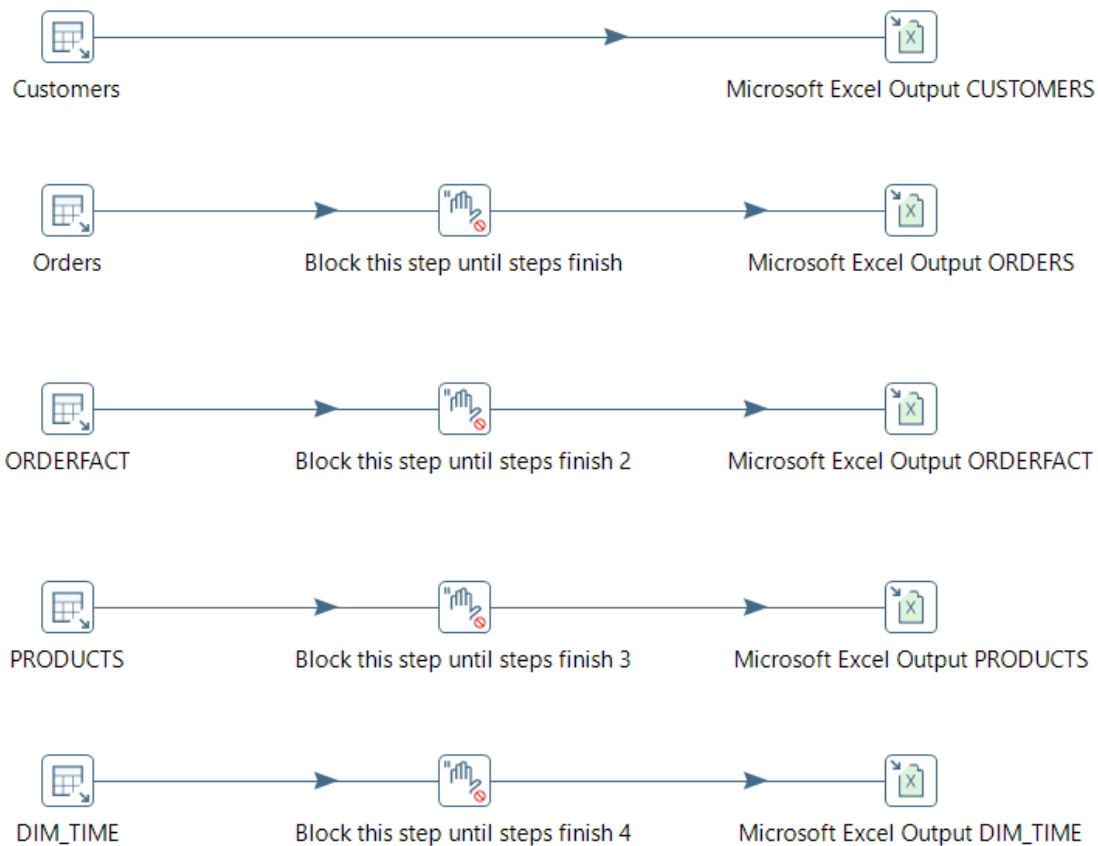 Customers
Microsoft Excel Output CUSTOMERS
Orders
Block this step until steps finish
Microsoft Excel Output ORDERS
ORDERFACT
Block this step until steps finish 2
Microsoft Excel Output ORDERFACT
PRODUCTS
Block this step until steps finish 3
Microsoft Excel Output PRODUCTS
DIM_TIME
Block this step until steps finish 4
Microsoft Excel Output DIM_TIME